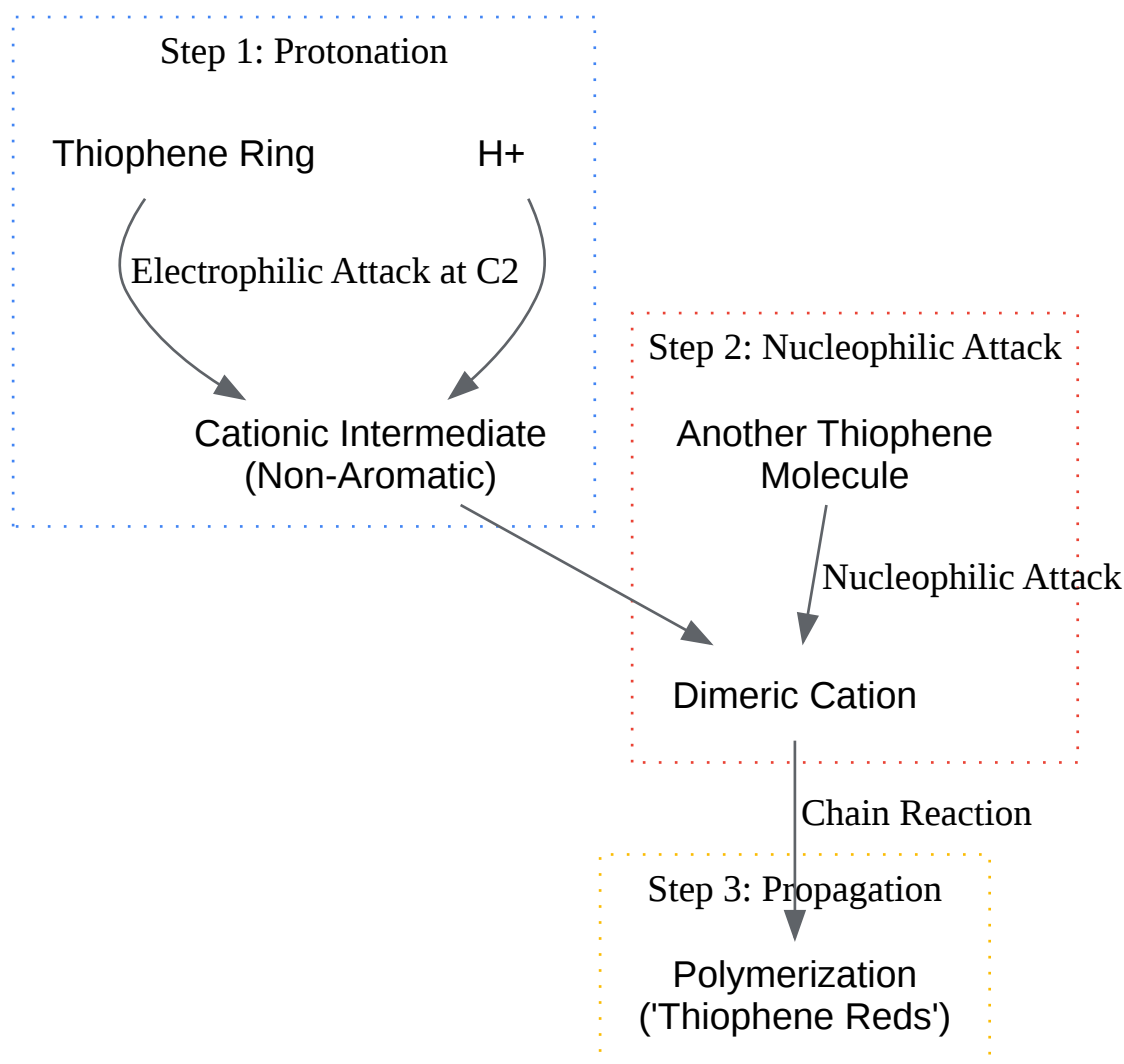 Step 1: Protonation
Thiophene Ring
H+
Electrophilic Attack at C2
Cationic Intermediate
(Non-Aromatic)
Step 2: Nucleophilic Attack
Another Thiophene
Molecule
Nucleophilic Attack
Dimeric Cation
Chain Reaction
Step 3: Propagation
Polymerization
('Thiophene Reds')